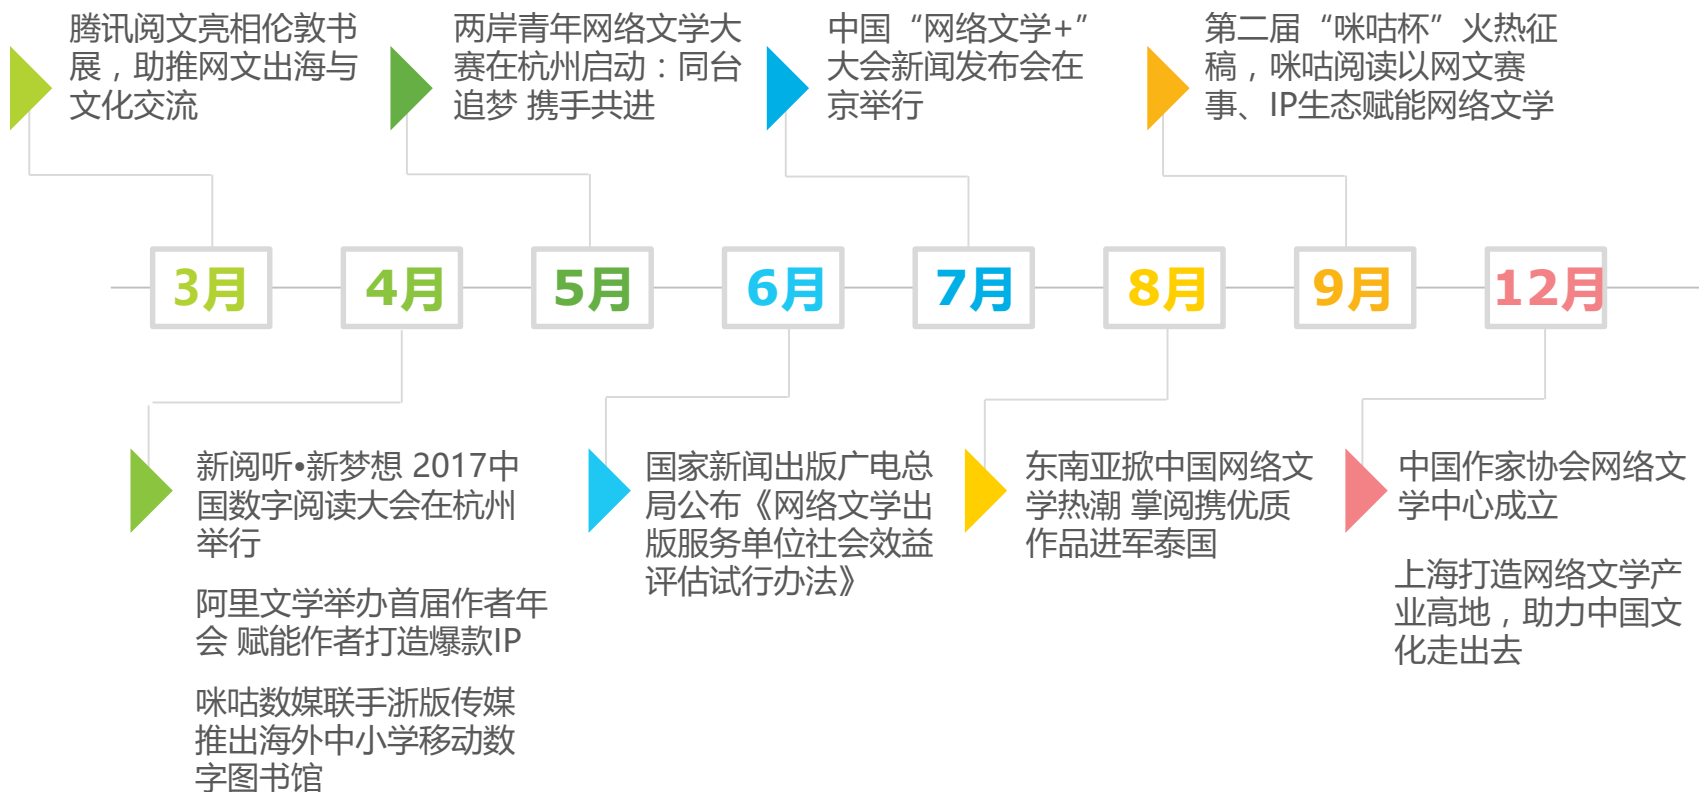 腾讯阅文亮相伦敦书
展，助推网文出海与
文化交流
两岸青年网络文学大
赛在杭州启动：同台
追梦 携手共进
中国“网络文学+”
大会新闻发布会在
京举行
第二届“咪咕杯”火热征
稿，咪咕阅读以网文赛
事、IP生态赋能网络文学
3月
4月
5月
6月
7月
8月
9月
12月
新阅听•新梦想 2017中
国数字阅读大会在杭州
举行
阿里文学举办首届作者年
会 赋能作者打造爆款IP
咪咕数媒联手浙版传媒
推出海外中小学移动数
字图书馆
国家新闻出版广电总
局公布《网络文学出
版服务单位社会效益
评估试行办法》
东南亚掀中国网络文
学热潮 掌阅携优质
作品进军泰国
中国作家协会网络文
学中心成立
上海打造网络文学产
业高地，助力中国文
化走出去